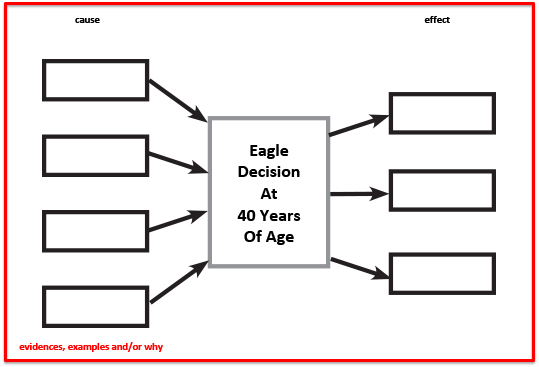 cause
effect
Eagle
Decision
At
40 Years
Of Age
evidences, examples and/or why